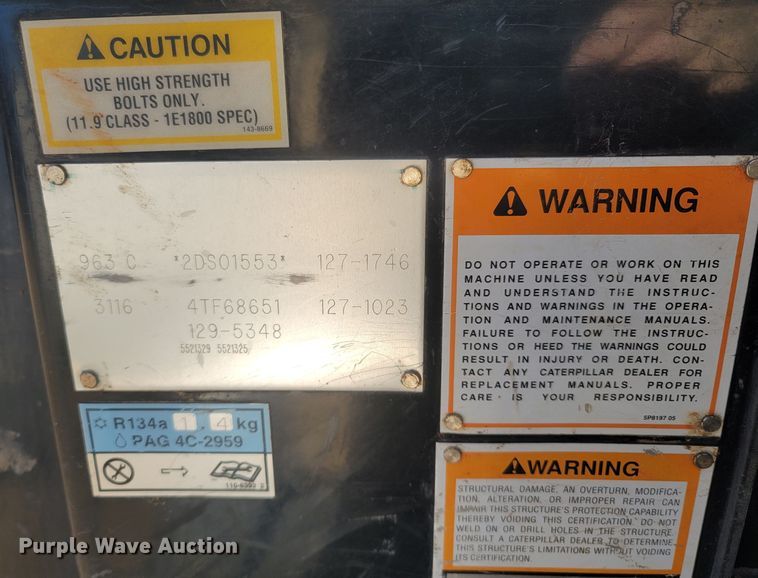 CAUTION
USE HIGH STRENGTH
BOLTS ONLY.
(11.9 CLASS - 1E1800 SPEC)
143-8669
963 C *2DS01553* 127-1746
3116 4TF68651 127-1023
129-5348
5521329 5521325
WARNING
DO NOT OPERATE OR WORK ON THIS
MACHINE UNLESS YOU HAVE READ
AND UNDERSTAND THE INSTRUC-
TIONS AND WARNINGS IN THE OPERA-
TION AND MAINTENANCE MANUALS.
FAILURE TO FOLLOW THE INSTRUC-
TIONS OR HEED THE WARNINGS COULD
RESULT IN INJURY OR DEATH. CON-
TACT ANY CATERPILLAR DEALER FOR
REPLACEMENT MANUALS. PROPER
CARE IS YOUR RESPONSIBILITY.
5P8197 05
R134a 1.4 kg
PAG 4C-2959
WARNING
STRUCTURAL DAMAGE, AN OVERTURN, MODIFICA-
TION, ALTERATION, OR IMPROPER REPAIR CAN
IMPAIR THIS STRUCTURE'S PROTECTION CAPABILITY
THEREBY VOIDING THIS CERTIFICATION. DO NOT
WELD ON OR DRILL HOLES IN THE STRUCTURE.
CONSULT A CATERPILLAR DEALER TO DETERMINE
THIS STRUCTURE'S LIMITATIONS WITHOUT VOIDING
ITS CERTIFICATION.
Purple Wave Auction